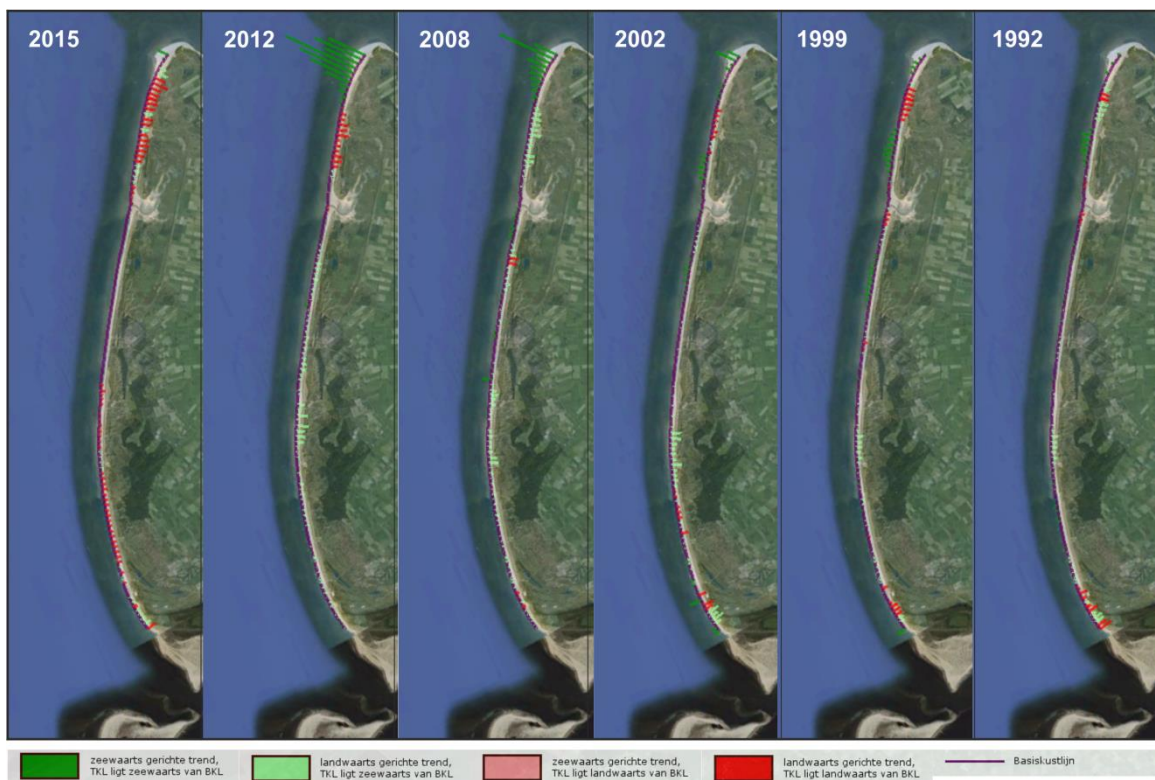 2015
2012
2008
2002
1999
1992
zeewaarts gerichte trend,
TKL ligt zeewaarts van BKL
landwaarts gerichte trend,
TKL ligt zeewaarts van BKL
zeewaarts gerichte trend,
TKL ligt landwaarts van BKL
landwaarts gerichte trend,
TKL ligt landwaarts van BKL
Basiskustlijn